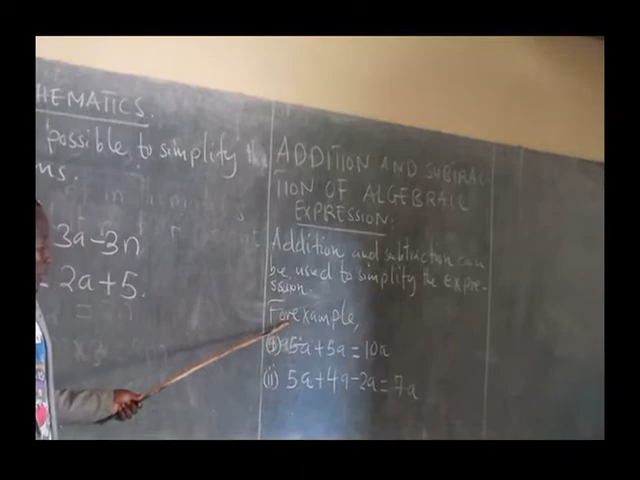 HEMATICS.
possible, to simplify the
ns.
3a-3n
- 2a+5.
ADDITION AND SUBTRAC-
TION OF ALGEBRAIC
EXPRESSION:
Addition and subtraction can
be used to simplify the expre-
ssion.
For example,
(i) 5a+5a=10a
(ii) 5a+4a-2a=7a